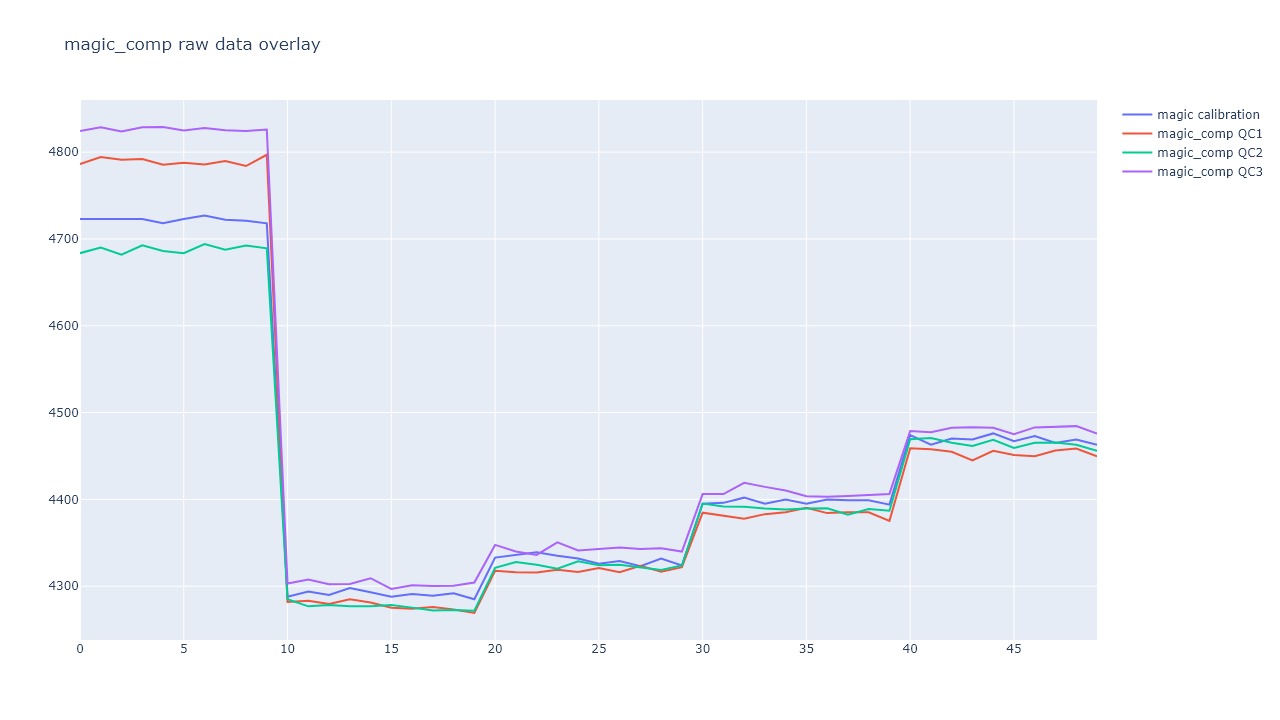 magic_comp raw data overlay
magic calibration
magic_comp QC1
magic_comp QC2
magic_comp QC3
4800
4700
4600
4500
4400
4300
0 5 10 15 20 25 30 35 40 45